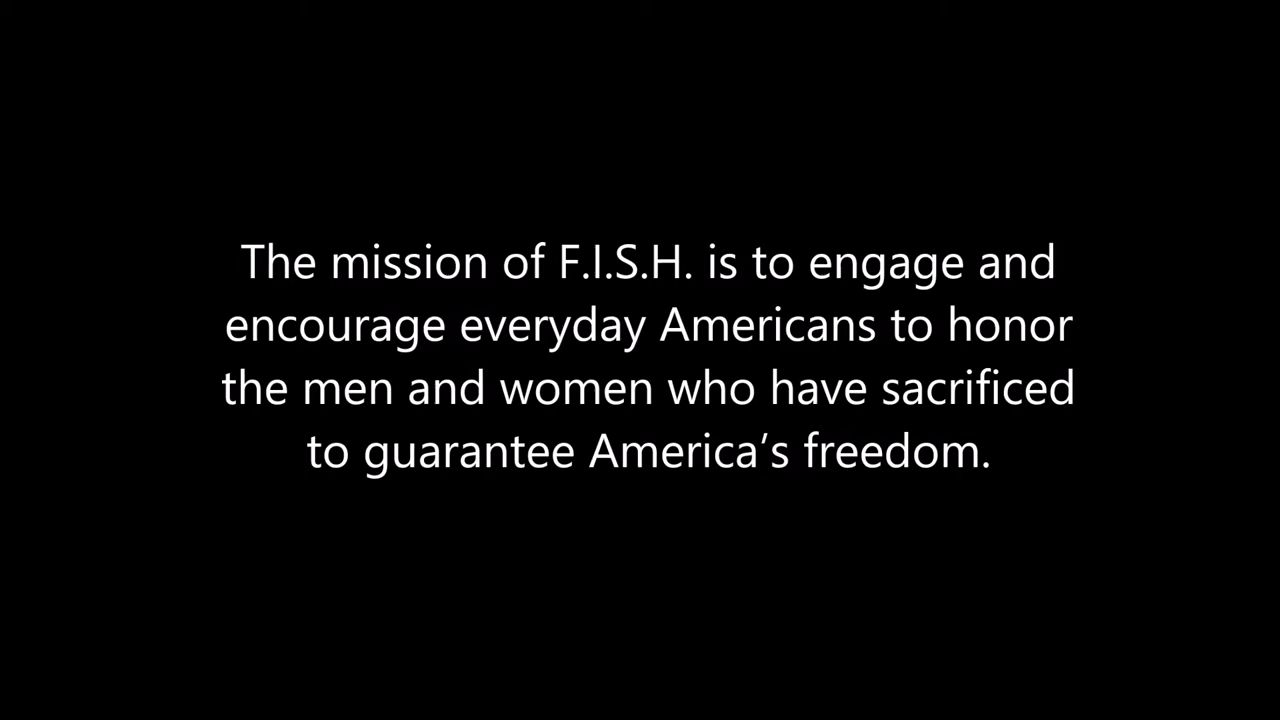 The mission of F.I.S.H. is to engage and
encourage everyday Americans to honor
the men and women who have sacrificed
to guarantee America’s freedom.